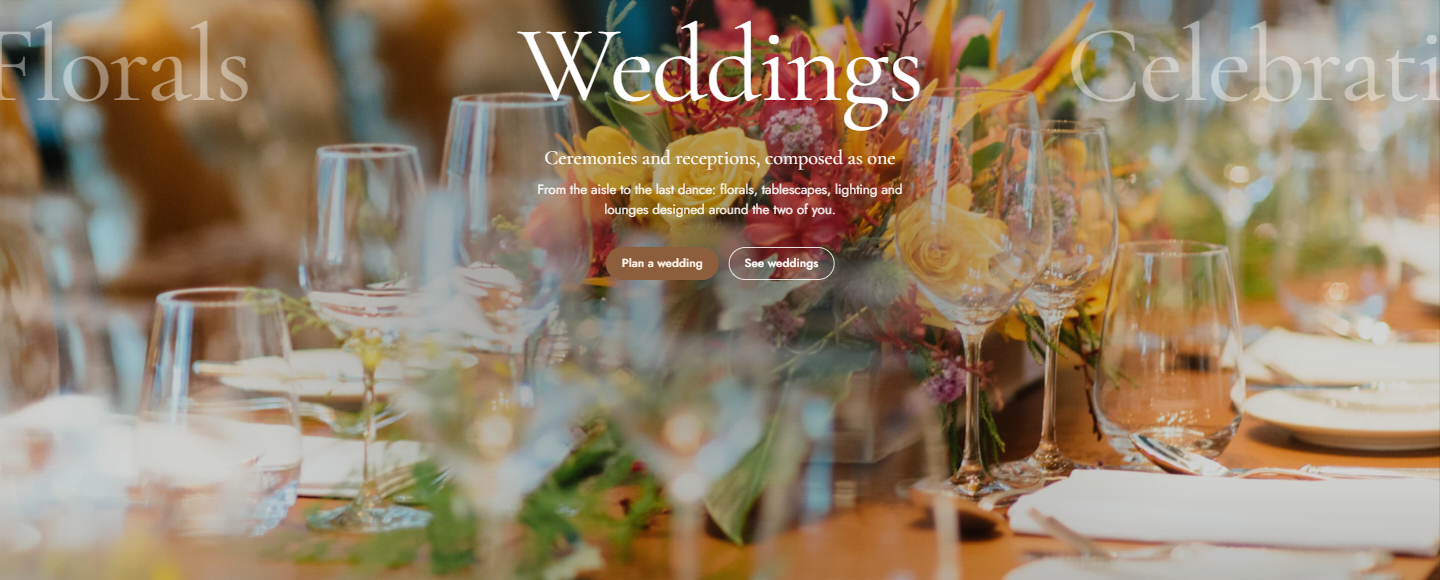 Florals
Weddings
Celebrati
Ceremonies and receptions, composed as one
From the aisle to the last dance: florals, tablescapes, lighting and
lounges designed around the two of you.
Plan a wedding
See weddings